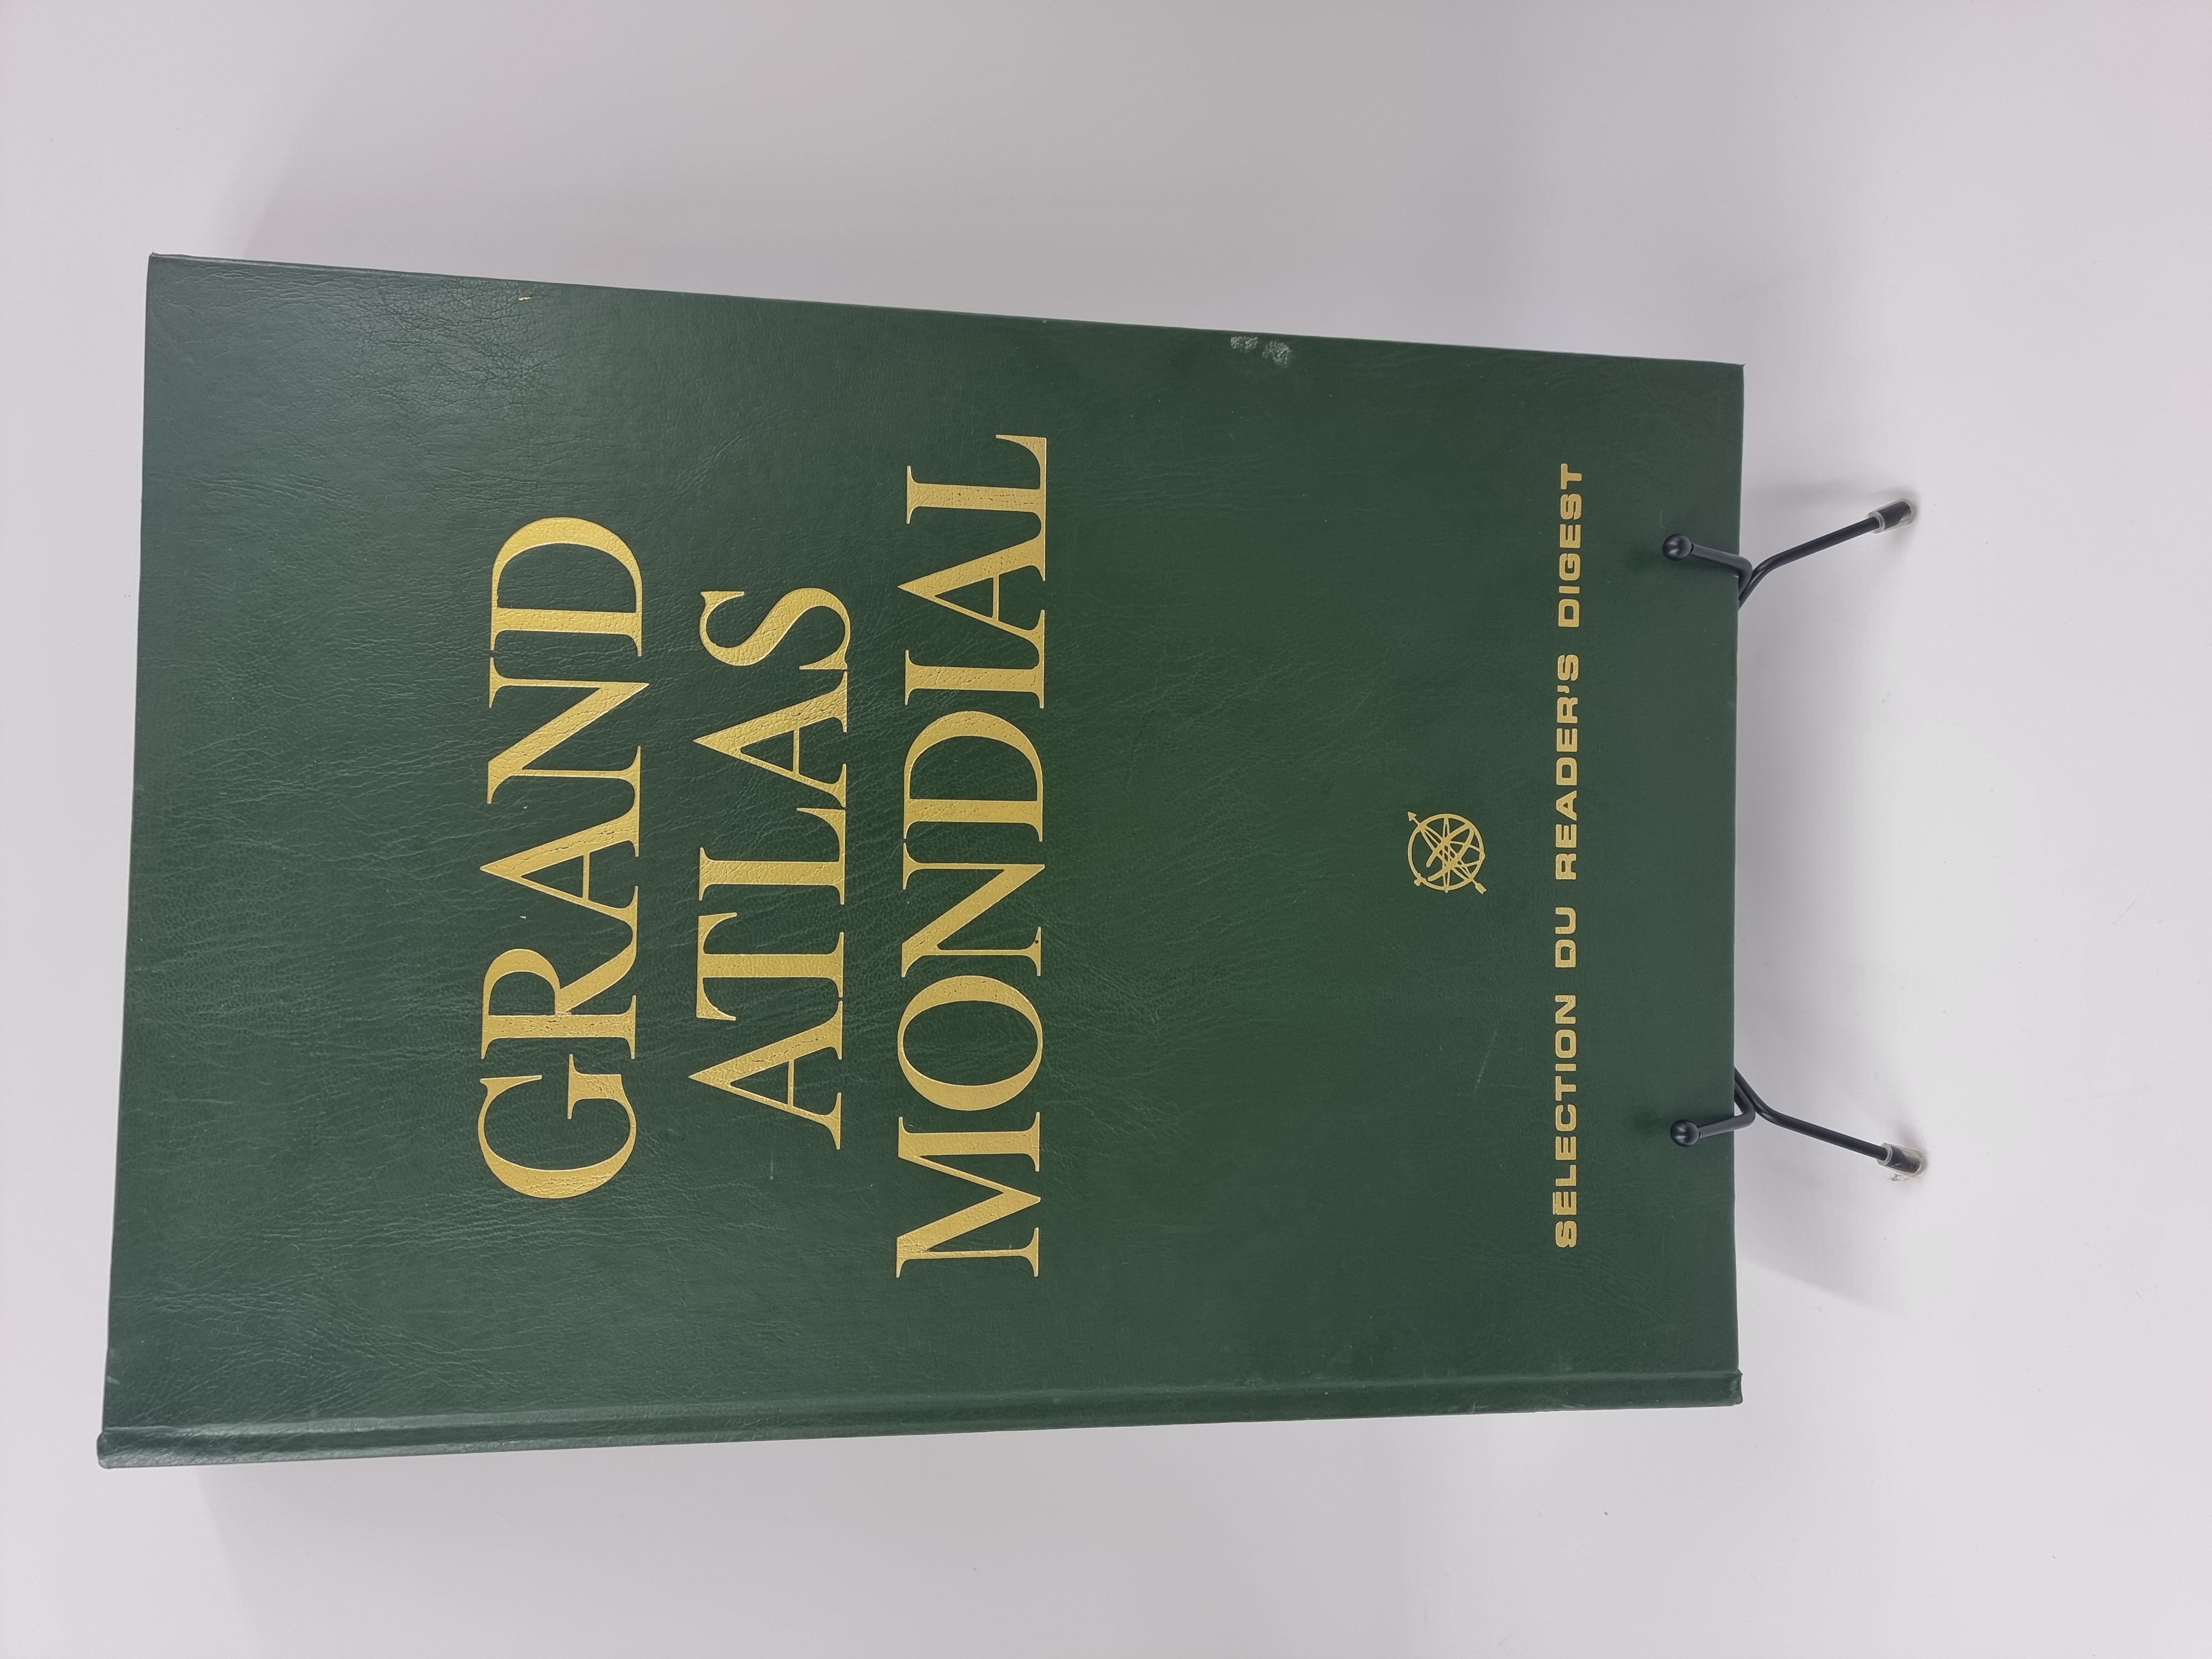 GRAND
ATLAS
MONDIAL
SELECTION DU READER'S DIGEST